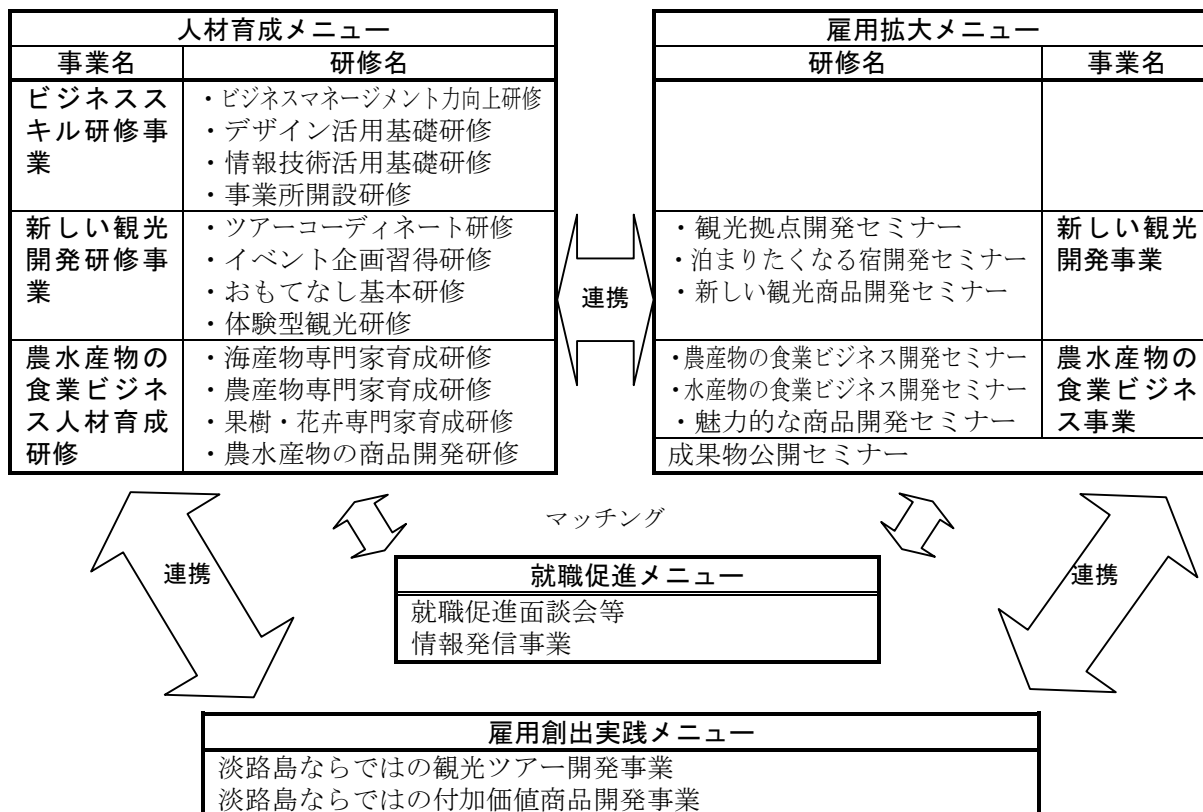 人材育成メニュー
事業名
研修名
ビジネスス
キル研修事
業
・ビジネスマネージメント力向上研修
・デザイン活用基礎研修
・情報技術活用基礎研修
・事業所開設研修
新しい観光
開発研修事
業
・ツアーコーディネート研修
・イベント企画習得研修
・おもてなし基本研修
・体験型観光研修
農水産物の
食業ビジネ
ス人材育成
研修
・海産物専門家育成研修
・農産物専門家育成研修
・果樹・花卉専門家育成研修
・農水産物の商品開発研修
連携
雇用拡大メニュー
研修名
事業名
・観光拠点開発セミナー
・泊まりたくなる宿開発セミナー
・新しい観光商品開発セミナー
新しい観光
開発事業
・農産物の食業ビジネス開発セミナー
・水産物の食業ビジネス開発セミナー
・魅力的な商品開発セミナー
農水産物の
食業ビジネ
ス事業
成果物公開セミナー
マッチング
連携
就職促進メニュー
就職促進面談会等
情報発信事業
連携
雇用創出実践メニュー
淡路島ならではの観光ツアー開発事業
淡路島ならではの付加価値商品開発事業